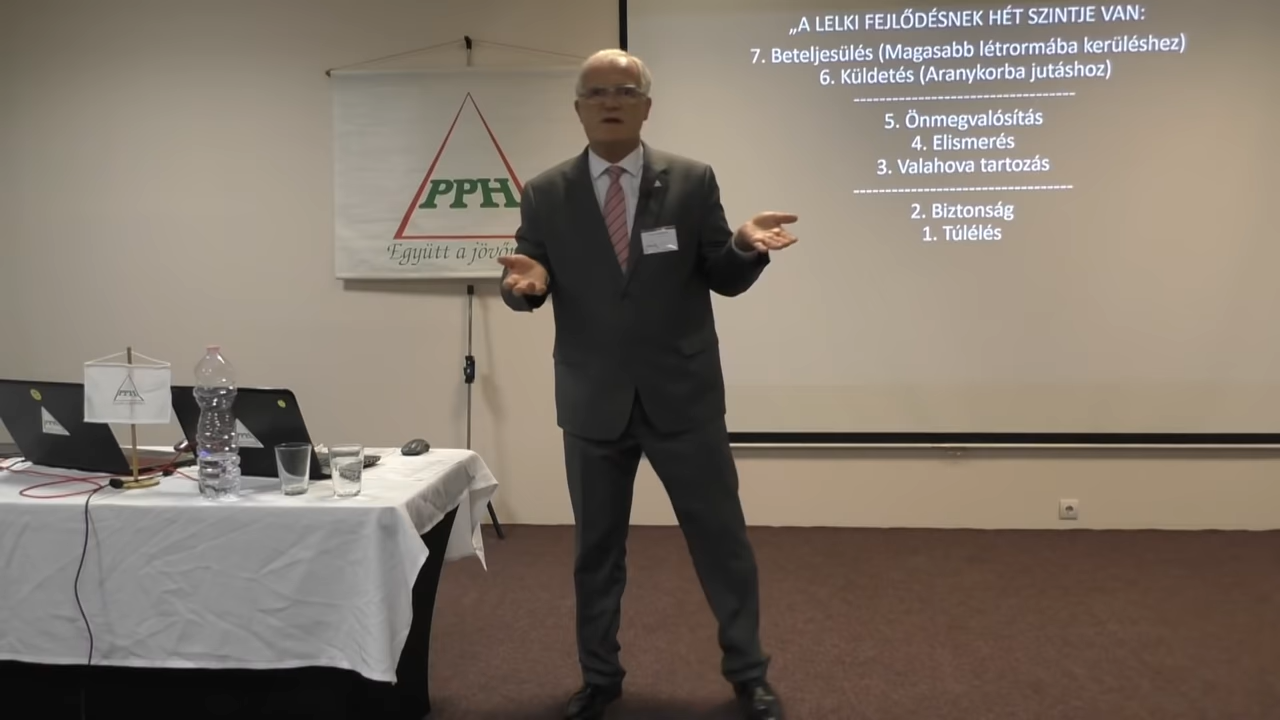 „A LELKI FEJLŐDÉSNEK HÉT SZINTJE VAN:
7. Beteljesülés (Magasabb létrormába kerüléshez)
6. Küldetés (Aranykorba jutáshoz)
--------------------------------
5. Önmegvalósítás
4. Elismerés
3. Valahova tartozás
--------------------------------
2. Biztonság
1. Túlélés
PPH
Együtt a
PPH